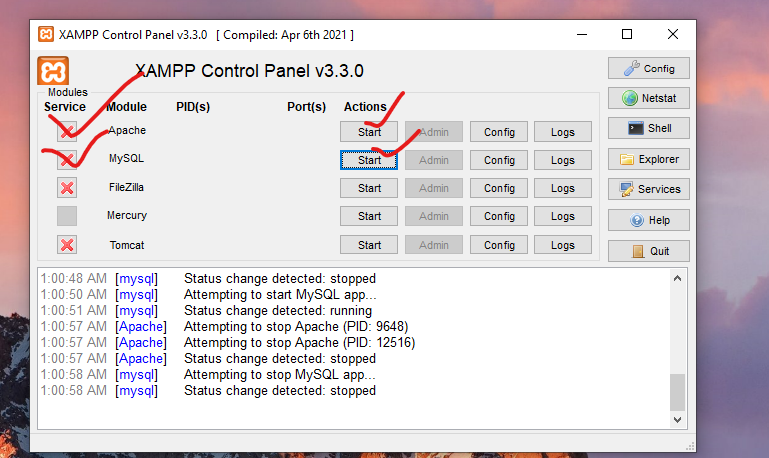 XAMPP Control Panel v3.3.0 [ Compiled: Apr 6th 2021 ]
XAMPP Control Panel v3.3.0
Config
Modules
Service Module PID(s) Port(s) Actions
Netstat
Apache Start Admin Config Logs
Shell
MySQL Start Admin Config Logs
Explorer
FileZilla Start Admin Config Logs
Services
Mercury Start Admin Config Logs
Help
Tomcat Start Admin Config Logs
Quit
1:00:48 AM [mysql] Status change detected: stopped
1:00:50 AM [mysql] Attempting to start MySQL app...
1:00:51 AM [mysql] Status change detected: running
1:00:57 AM [Apache] Attempting to stop Apache (PID: 9648)
1:00:57 AM [Apache] Attempting to stop Apache (PID: 12516)
1:00:57 AM [Apache] Status change detected: stopped
1:00:58 AM [mysql] Attempting to stop MySQL app...
1:00:58 AM [mysql] Status change detected: stopped